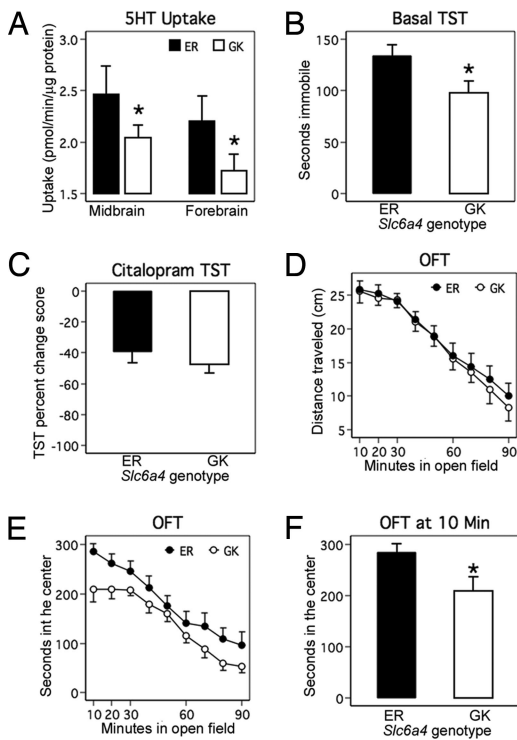 A
5HT Uptake
ER GK
Uptake (pmol/min/µg protein)
3.0
2.5
2.0
1.5
*
*
Midbrain Forebrain
B
Basal TST
Seconds immobile
150
100
50
0
*
ER GK
Slc6a4 genotype
C
Citalopram TST
TST percent change score
0
-20
-40
-60
-80
-100
ER GK
Slc6a4 genotype
D
OFT
ER GK
Distance traveled (cm)
25
20
15
10
5
10 20 30 60 90
Minutes in open field
E
OFT
ER GK
Seconds int he center
300
200
100
0
10 20 30 60 90
Minutes in open field
F
OFT at 10 Min
Seconds in the center
300
200
100
0
*
ER GK
Slc6a4 genotype